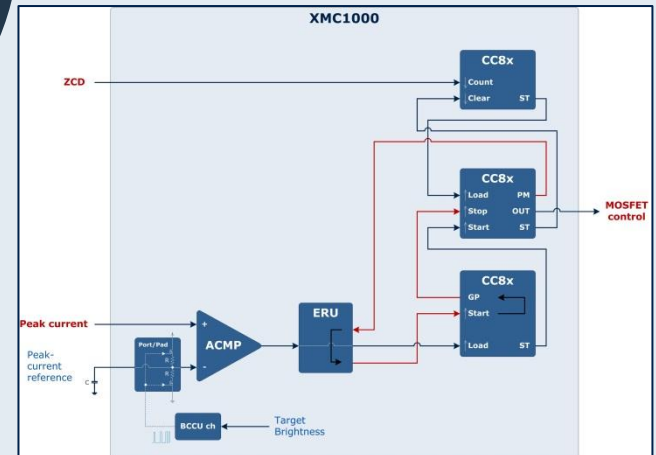 XMC1000
CC8x
ZCD
Count
Clear
ST
CC8x
Load
PM
Stop
OUT
MOSFET
control
Start
ST
CC8x
GP
ERU
Start
Peak current
+
Port/Pad
ACMP
Load
ST
Peak-
current
reference
R
R
-
C
BCCU ch
Target
Brightness